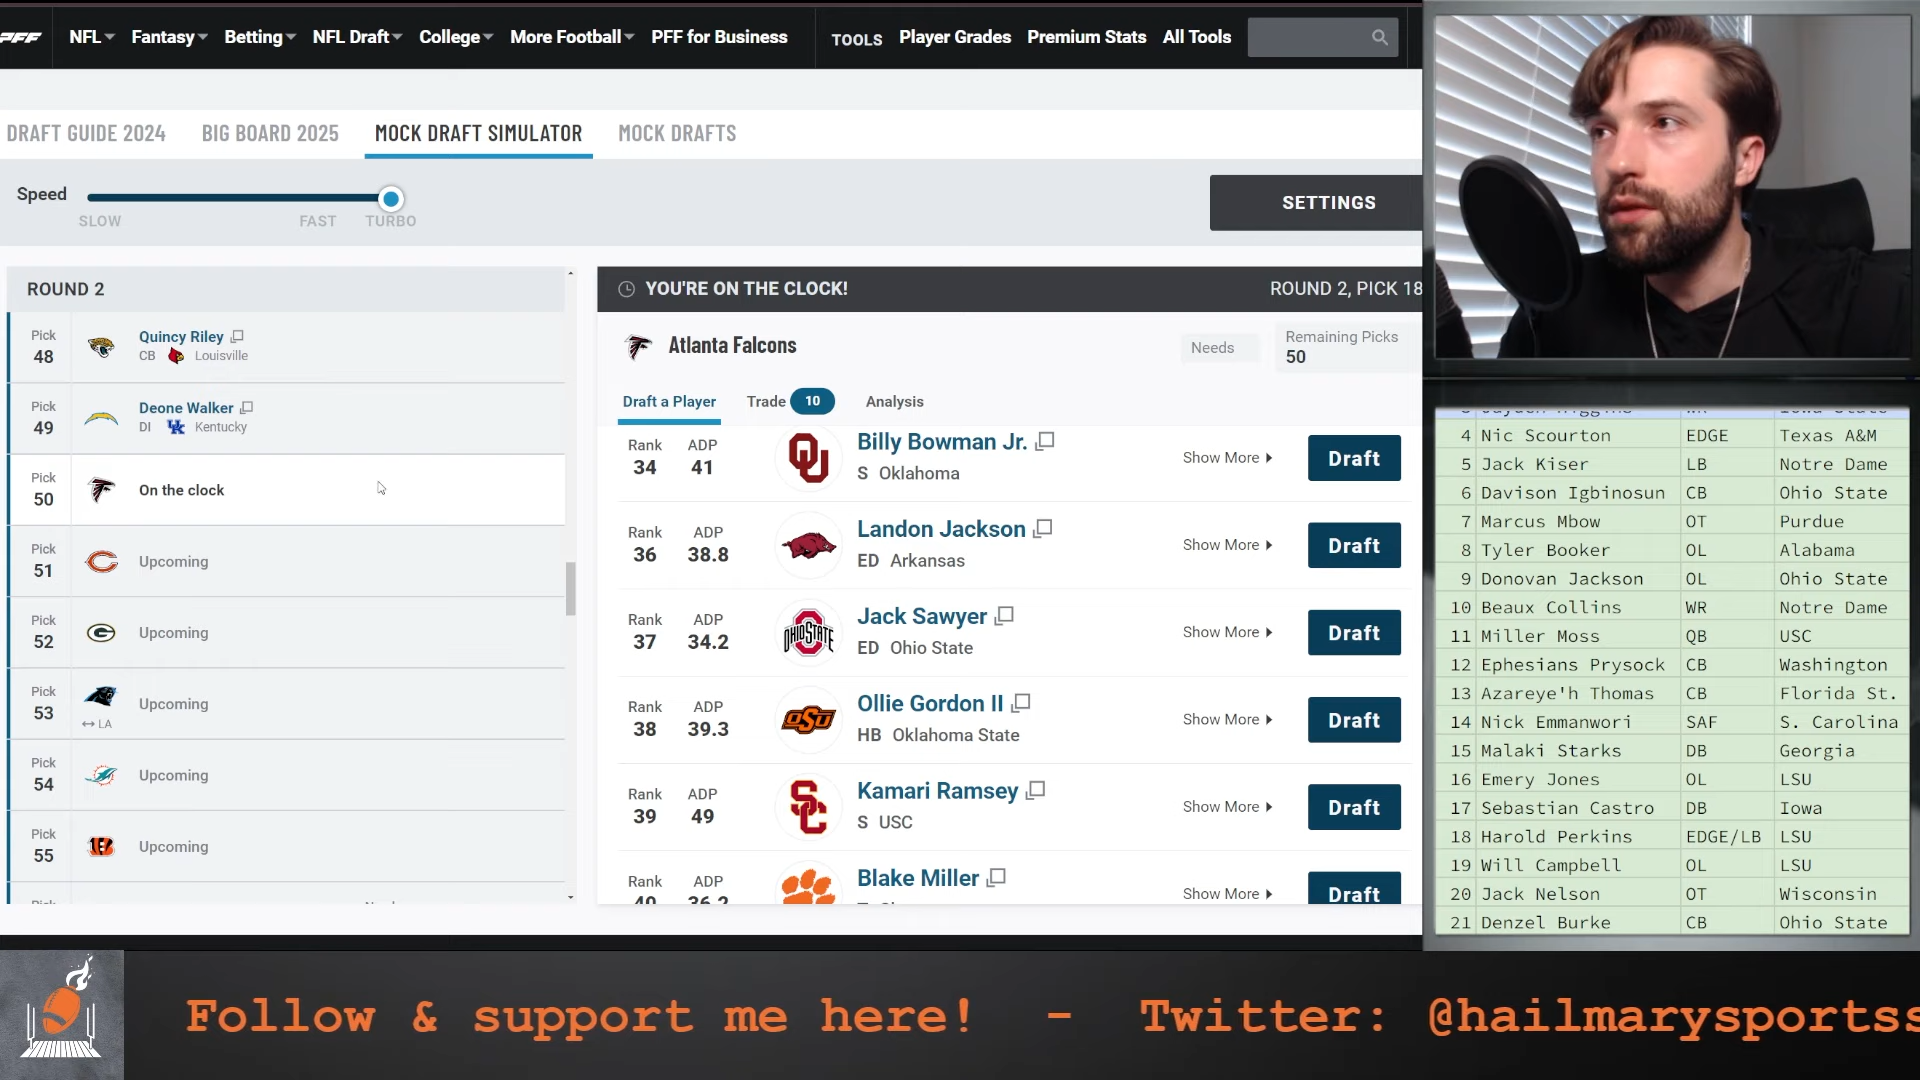 PFF NFL Fantasy Betting NFL Draft College More Football PFF for Business TOOLS Player Grades Premium Stats All Tools
DRAFT GUIDE 2024 BIG BOARD 2025 MOCK DRAFT SIMULATOR MOCK DRAFTS
Speed
SLOW FAST TURBO
SETTINGS
ROUND 2
Pick 48 Quincy Riley
CB Louisville
Pick 49 Deone Walker
DI Kentucky
Pick 50 On the clock
Pick 51 Upcoming
Pick 52 Upcoming
Pick 53 Upcoming
LA
Pick 54 Upcoming
Pick 55 Upcoming
YOU'RE ON THE CLOCK! ROUND 2, PICK 18
Atlanta Falcons Needs Remaining Picks
50
Draft a Player Trade 10 Analysis
Rank 34 ADP 41 Billy Bowman Jr. Show More Draft
S Oklahoma
Rank 36 ADP 38.8 Landon Jackson Show More Draft
ED Arkansas
Rank 37 ADP 34.2 Jack Sawyer Show More Draft
ED Ohio State
OHIO STATE
Rank 38 ADP 39.3 Ollie Gordon II Show More Draft
HB Oklahoma State
OSU
Rank 39 ADP 49 Kamari Ramsey Show More Draft
S USC
Rank 40 ADP 36.2 Blake Miller Show More Draft
4 Nic Scourton EDGE Texas A&M
5 Jack Kiser LB Notre Dame
6 Davison Igbinosun CB Ohio State
7 Marcus Mbow OT Purdue
8 Tyler Booker OL Alabama
9 Donovan Jackson OL Ohio State
10 Beaux Collins WR Notre Dame
11 Miller Moss QB USC
12 Ephesians Prysock CB Washington
13 Azareye'h Thomas CB Florida St.
14 Nick Emmanwori SAF S. Carolina
15 Malaki Starks DB Georgia
16 Emery Jones OL LSU
17 Sebastian Castro DB Iowa
18 Harold Perkins EDGE/LB LSU
19 Will Campbell OL LSU
20 Jack Nelson OT Wisconsin
21 Denzel Burke CB Ohio State
Follow & support me here! - Twitter: @hailmarysportss